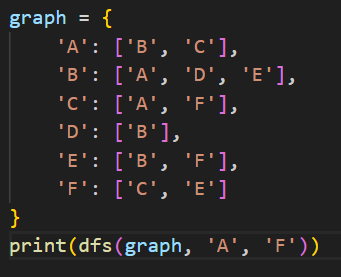 graph = {
    'A': ['B', 'C'],
    'B': ['A', 'D', 'E'],
    'C': ['A', 'F'],
    'D': ['B'],
    'E': ['B', 'F'],
    'F': ['C', 'E']
}
print(dfs(graph, 'A', 'F'))